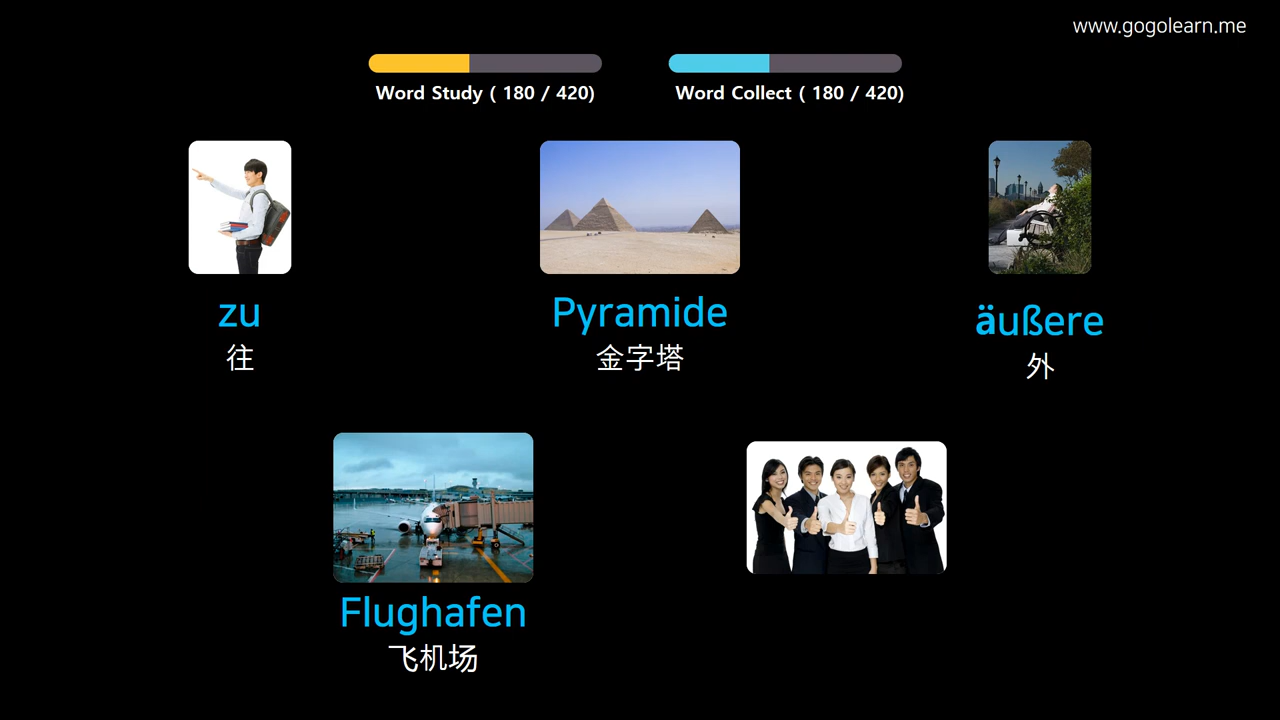 www.gogolearn.me
Word Study ( 180 / 420)
Word Collect ( 180 / 420)
zu
往
Pyramide
金字塔
äußere
外
Flughafen
飞机场